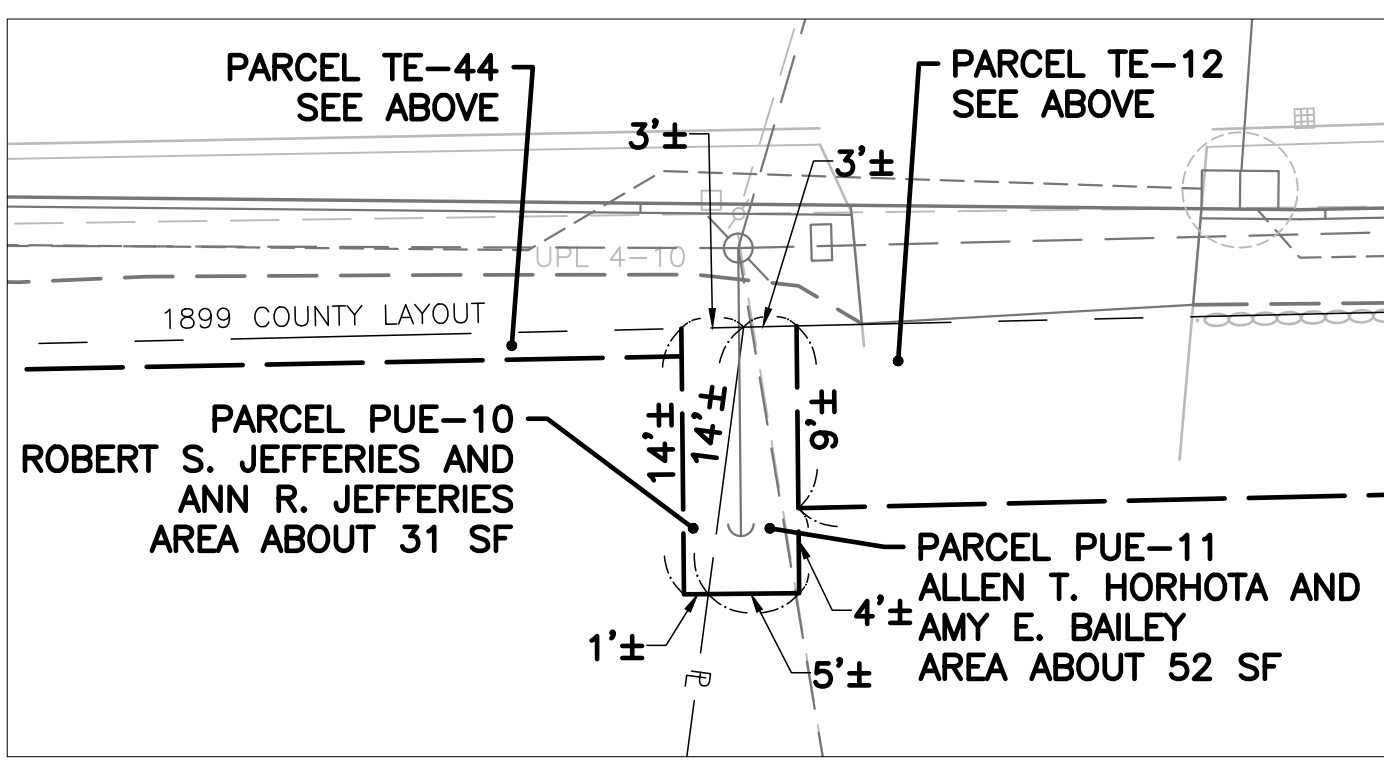 PARCEL TE-44
SEE ABOVE
PARCEL TE-12
SEE ABOVE
3'±
3'±
UPL 4-10
1899 COUNTY LAYOUT
14'±
14'±
9'±
PARCEL PUE-10
ROBERT S. JEFFERIES AND
ANN R. JEFFERIES
AREA ABOUT 31 SF
PARCEL PUE-11
ALLEN T. HORHOTA AND
AMY E. BAILEY
AREA ABOUT 52 SF
4'±
1'±
5'±
PL